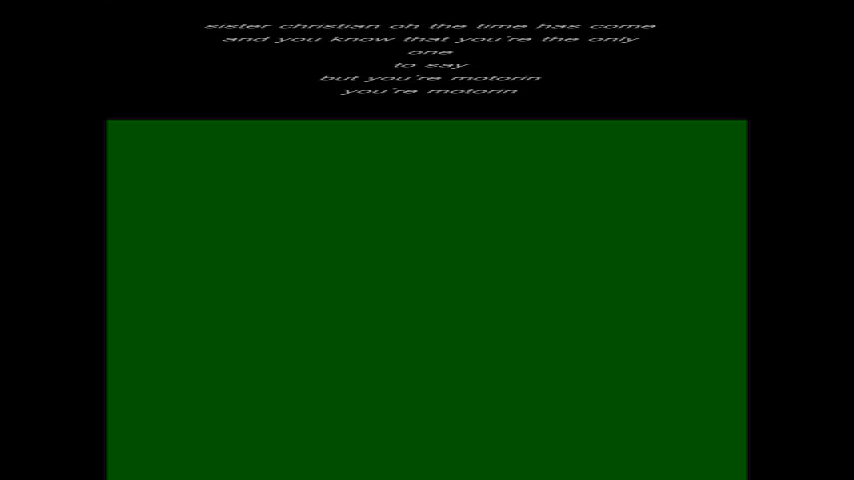 sister christian oh the time has come
and you know that you're the only
one
to say
but you're motorin
you're motorin